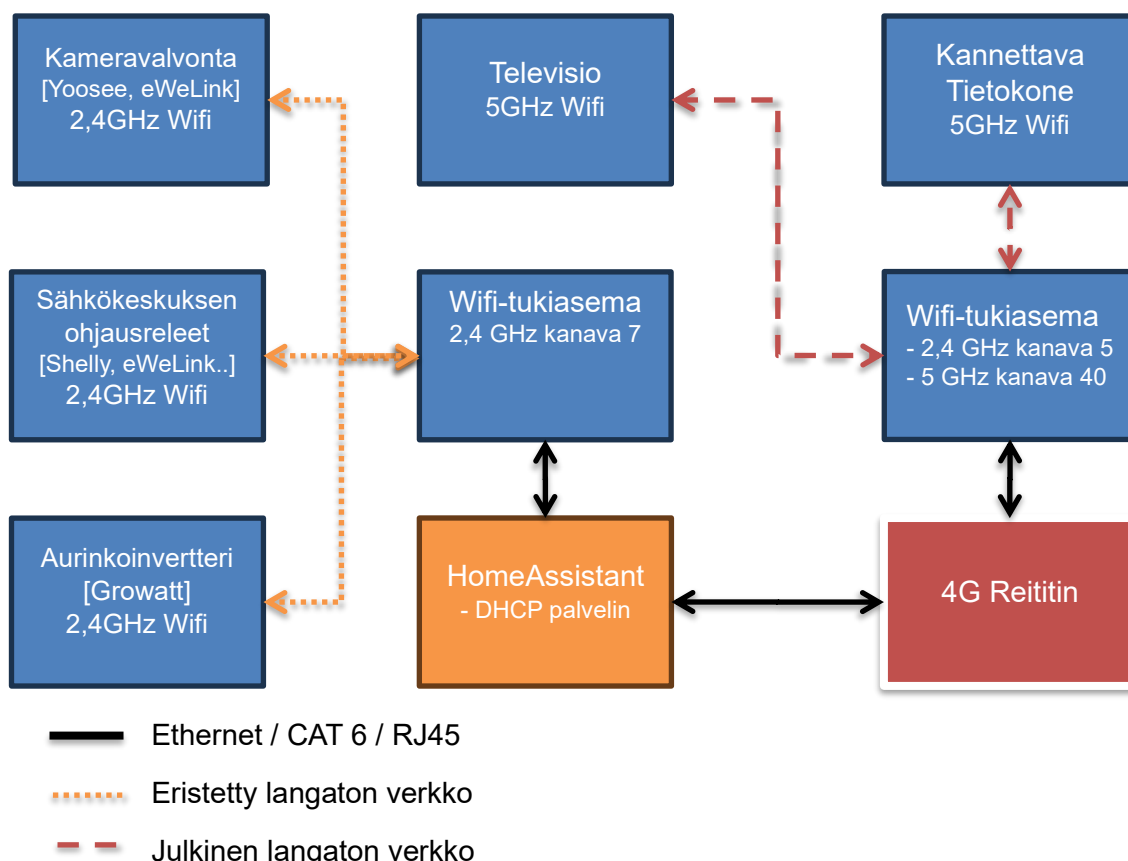 Kameravalvonta
[Yoosee, eWeLink]
2,4GHz Wifi
Televisio
5GHz Wifi
Kannettava
Tietokone
5GHz Wifi
Sähkökeskuksen
ohjausreleet
[Shelly, eWeLink..]
2,4GHz Wifi
Wifi-tukiasema
2,4 GHz kanava 7
Wifi-tukiasema
- 2,4 GHz kanava 5
- 5 GHz kanava 40
Aurinkoinvertteri
[Growatt]
2,4GHz Wifi
HomeAssistant
- DHCP palvelin
4G Reititin
Ethernet / CAT 6 / RJ45
Eristetty langaton verkko
Julkinen langaton verkko